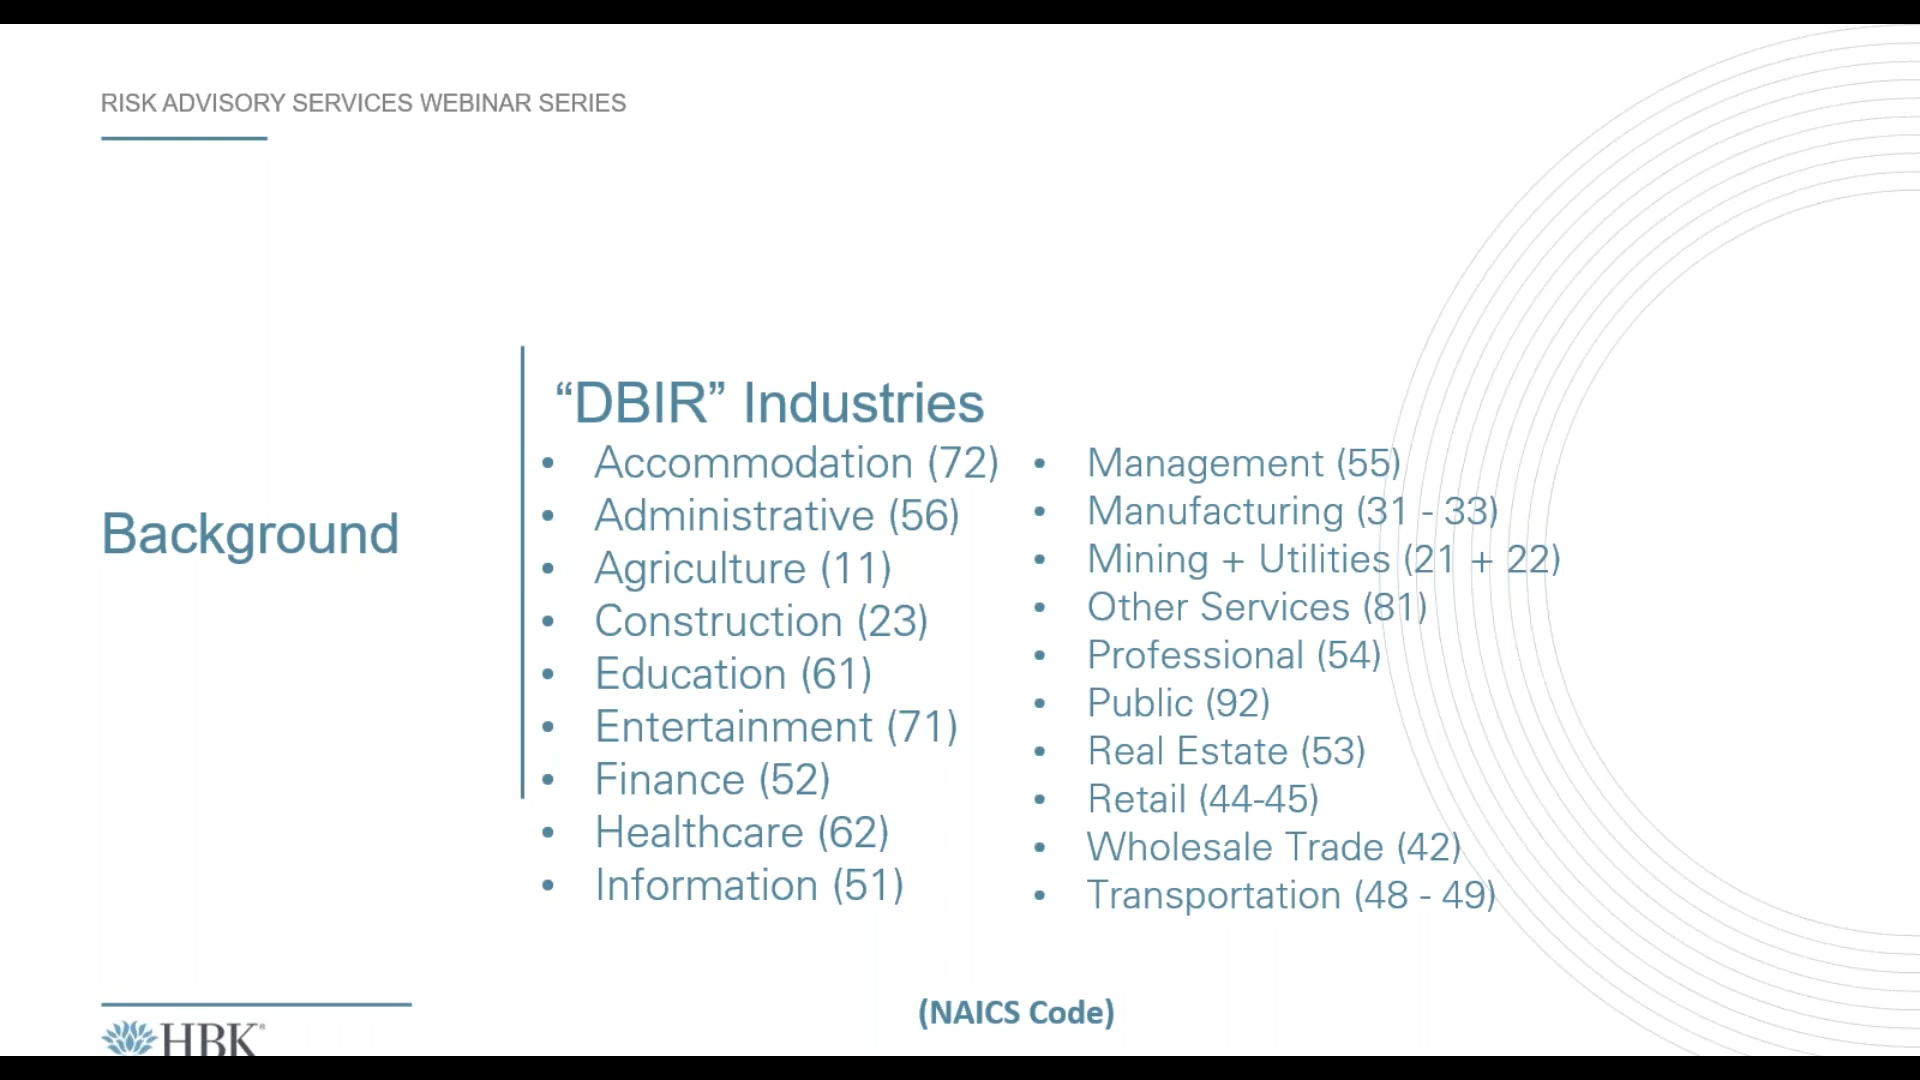 RISK ADVISORY SERVICES WEBINAR SERIES
Background
“DBIR” Industries
• Accommodation (72)
• Administrative (56)
• Agriculture (11)
• Construction (23)
• Education (61)
• Entertainment (71)
• Finance (52)
• Healthcare (62)
• Information (51)
• Management (55)
• Manufacturing (31 - 33)
• Mining + Utilities (21 + 22)
• Other Services (81)
• Professional (54)
• Public (92)
• Real Estate (53)
• Retail (44-45)
• Wholesale Trade (42)
• Transportation (48 - 49)
(NAICS Code)
HBK®